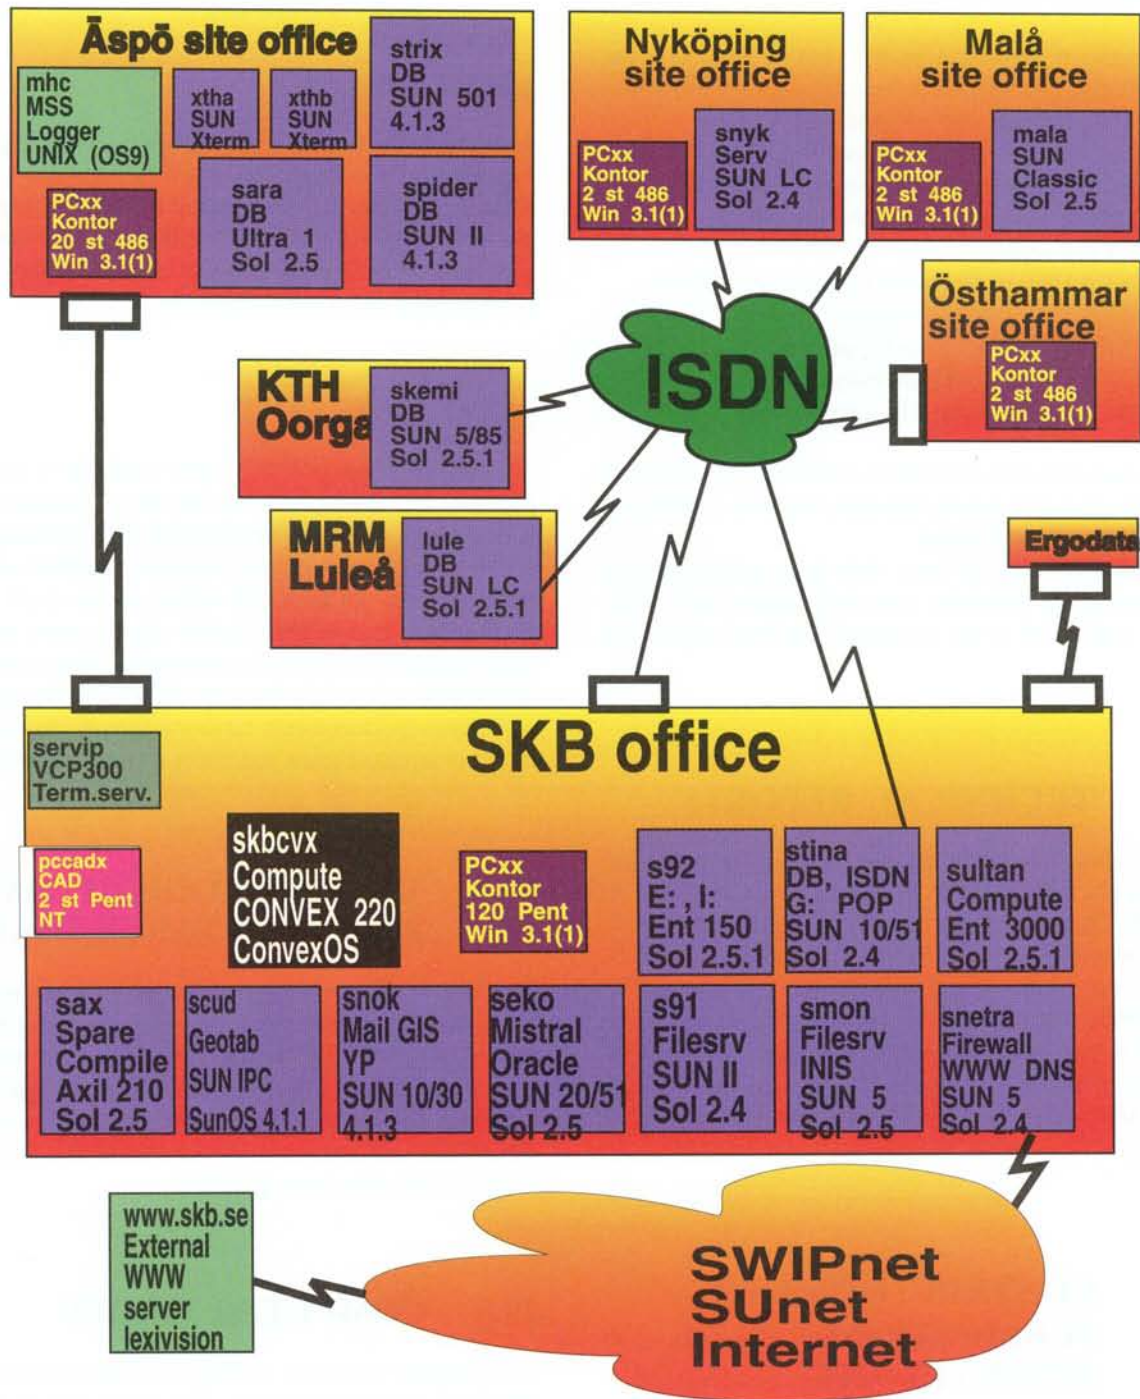 Äspö site office
mhc
MSS
Logger
UNIX (OS9)
xtha
SUN
Xterm
xthb
SUN
Xterm
strix
DB
SUN 501
4.1.3
PCxx
Kontor
20 st 486
Win 3.1(1)
sara
DB
Ultra 1
Sol 2.5
spider
DB
SUN II
4.1.3
Nyköping
site office
PCxx
Kontor
2 st 486
Win 3.1(1)
snyk
Serv
SUN LC
Sol 2.4
Malå
site office
PCxx
Kontor
2 st 486
Win 3.1(1)
mala
SUN
Classic
Sol 2.5
Östhammar
site office
PCxx
Kontor
2 st 486
Win 3.1(1)
ISDN
KTH
Oorga
skemi
DB
SUN 5/85
Sol 2.5.1
MRM
Luleå
lule
DB
SUN LC
Sol 2.5.1
Ergodata
SKB office
servip
VCP300
Term.serv.
pccadx
CAD
2 st Pent
NT
skbcvx
Compute
CONVEX 220
ConvexOS
PCxx
Kontor
120 Pent
Win 3.1(1)
s92
E: , I:
Ent 150
Sol 2.5.1
stina
DB, ISDN
G: POP
SUN 10/51
Sol 2.4
sultan
Compute
Ent 3000
Sol 2.5.1
sax
Spare
Compile
Axil 210
Sol 2.5
scud
Geotab
SUN IPC
SunOS 4.1.1
snok
Mail GIS
YP
SUN 10/30
4.1.3
seko
Mistral
Oracle
SUN 20/51
Sol 2.5
s91
Filesrv
SUN II
Sol 2.4
smon
Filesrv
INIS
SUN 5
Sol 2.5
snetra
Firewall
WWW DNS
SUN 5
Sol 2.4
www.skb.se
External
WWW
server
lexivision
SWIPnet
SUnet
Internet